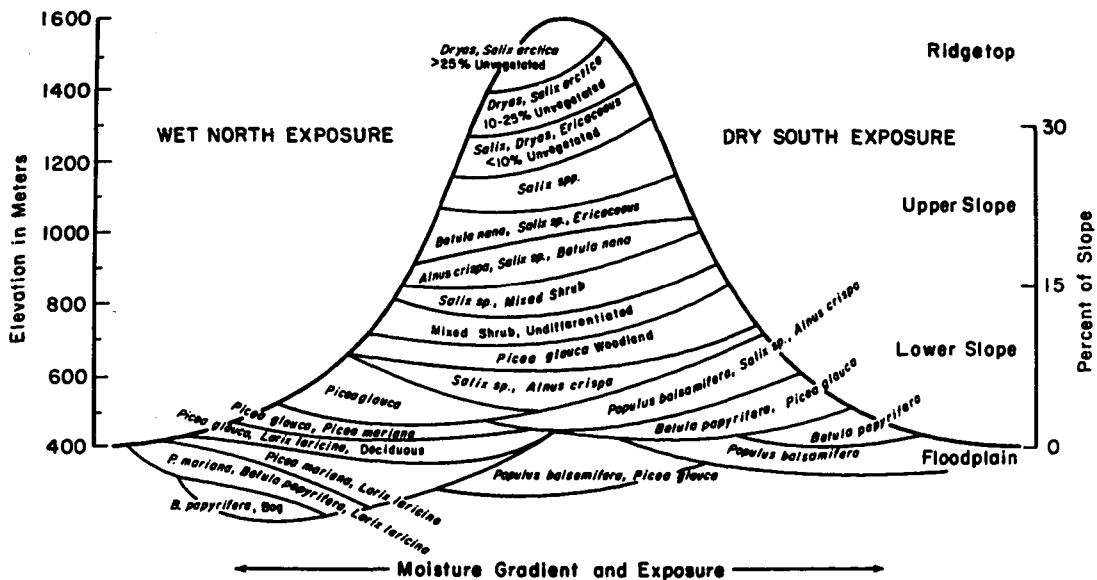 1600
1400
1200
1000
800
600
400
Elevation in Meters
WET NORTH EXPOSURE
DRY SOUTH EXPOSURE
Ridgetop
Upper Slope
Lower Slope
Floodplain
30
15
0
Percent of Slope
Dryas, Salix arctica
>25% Unvegetated
Dryas, Salix arctica
10-25% Unvegetated
Salix, Dryas, Ericaceous
<10% Unvegetated
Salix spp.
Betula nana, Salix sp., Ericaceous
Alnus crispa, Salix sp., Betula nana
Salix sp., Mixed Shrub
Mixed Shrub, Undifferentiated
Picea glauca Woodland
Salix sp., Alnus crispa
Populus balsamifera, Salix sp., Alnus crispa
Picea glauca
Picea glauca, Picea mariana
Picea glauca, Larix laricina, Deciduous
Picea mariana, Larix laricina
P. mariana, Betula papyrifera, Larix laricina
B. papyrifera, Bog
Betula papyrifera, Picea glauca
Betula papyrifera
Populus balsamifera
Populus balsamifera, Picea glauca
Moisture Gradient and Exposure